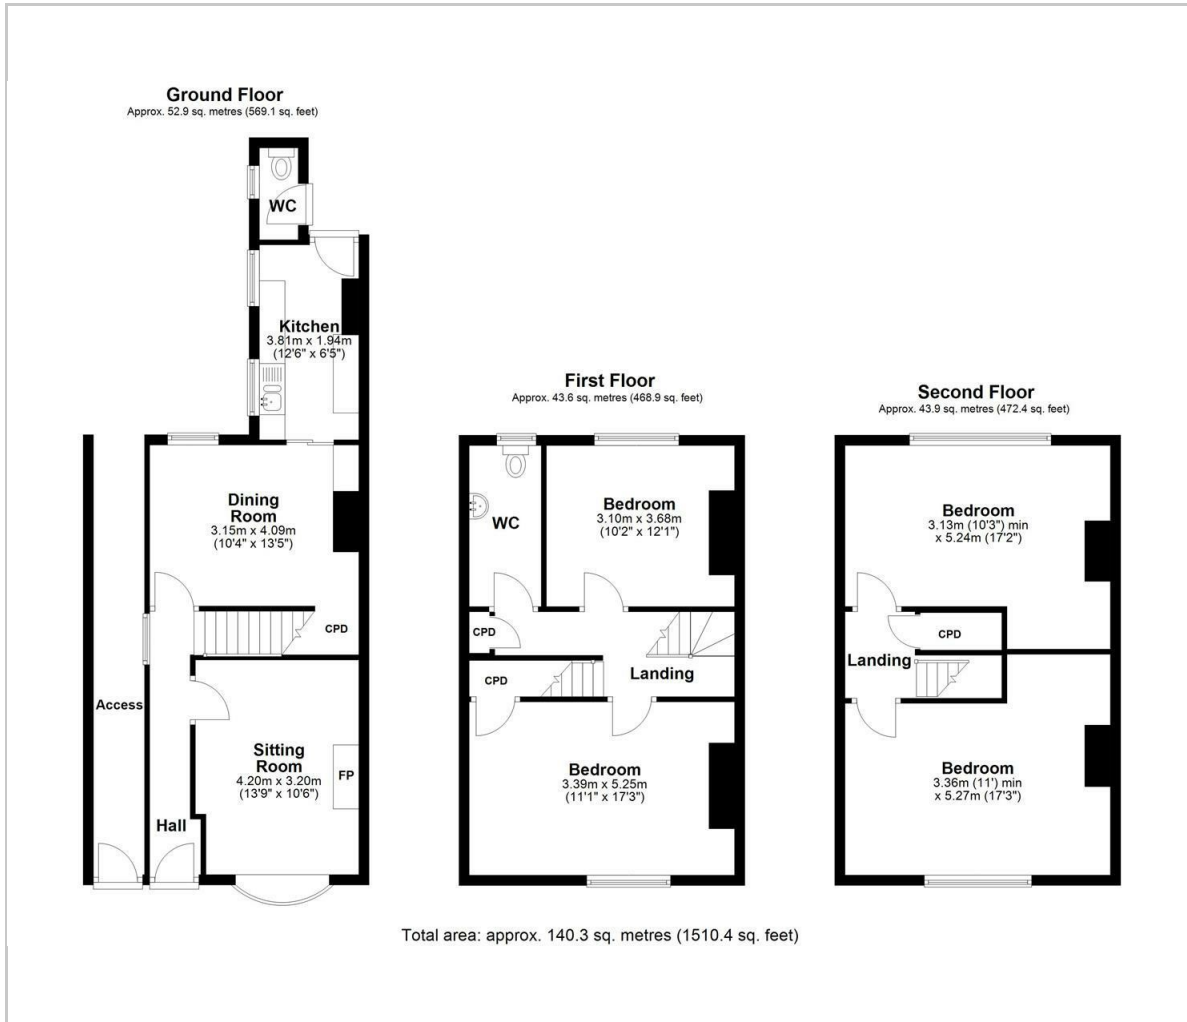 Ground Floor
Approx. 52.9 sq. metres (569.1 sq. feet)
WC
Kitchen
3.81m x 1.94m
(12'6" x 6'5")
Dining
Room
3.15m x 4.09m
(10'4" x 13'5")
CPD
Access
Sitting
Room
4.20m x 3.20m
(13'9" x 10'6")
FP
Hall
First Floor
Approx. 43.6 sq. metres (468.9 sq. feet)
WC
Bedroom
3.10m x 3.68m
(10'2" x 12'1")
CPD
CPD
Landing
Bedroom
3.39m x 5.25m
(11'1" x 17'3")
Second Floor
Approx. 43.9 sq. metres (472.4 sq. feet)
Bedroom
3.13m (10'3") min
x 5.24m (17'2")
CPD
Landing
Bedroom
3.36m (11') min
x 5.27m (17'3")
Total area: approx. 140.3 sq. metres (1510.4 sq. feet)